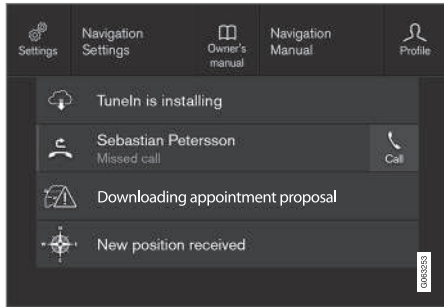 Settings
Navigation
Settings
Owner's
manual
Navigation
Manual
Profile
TuneIn is installing
Sebastian Petersson
Missed call
Call
Downloading appointment proposal
New position received
G063253